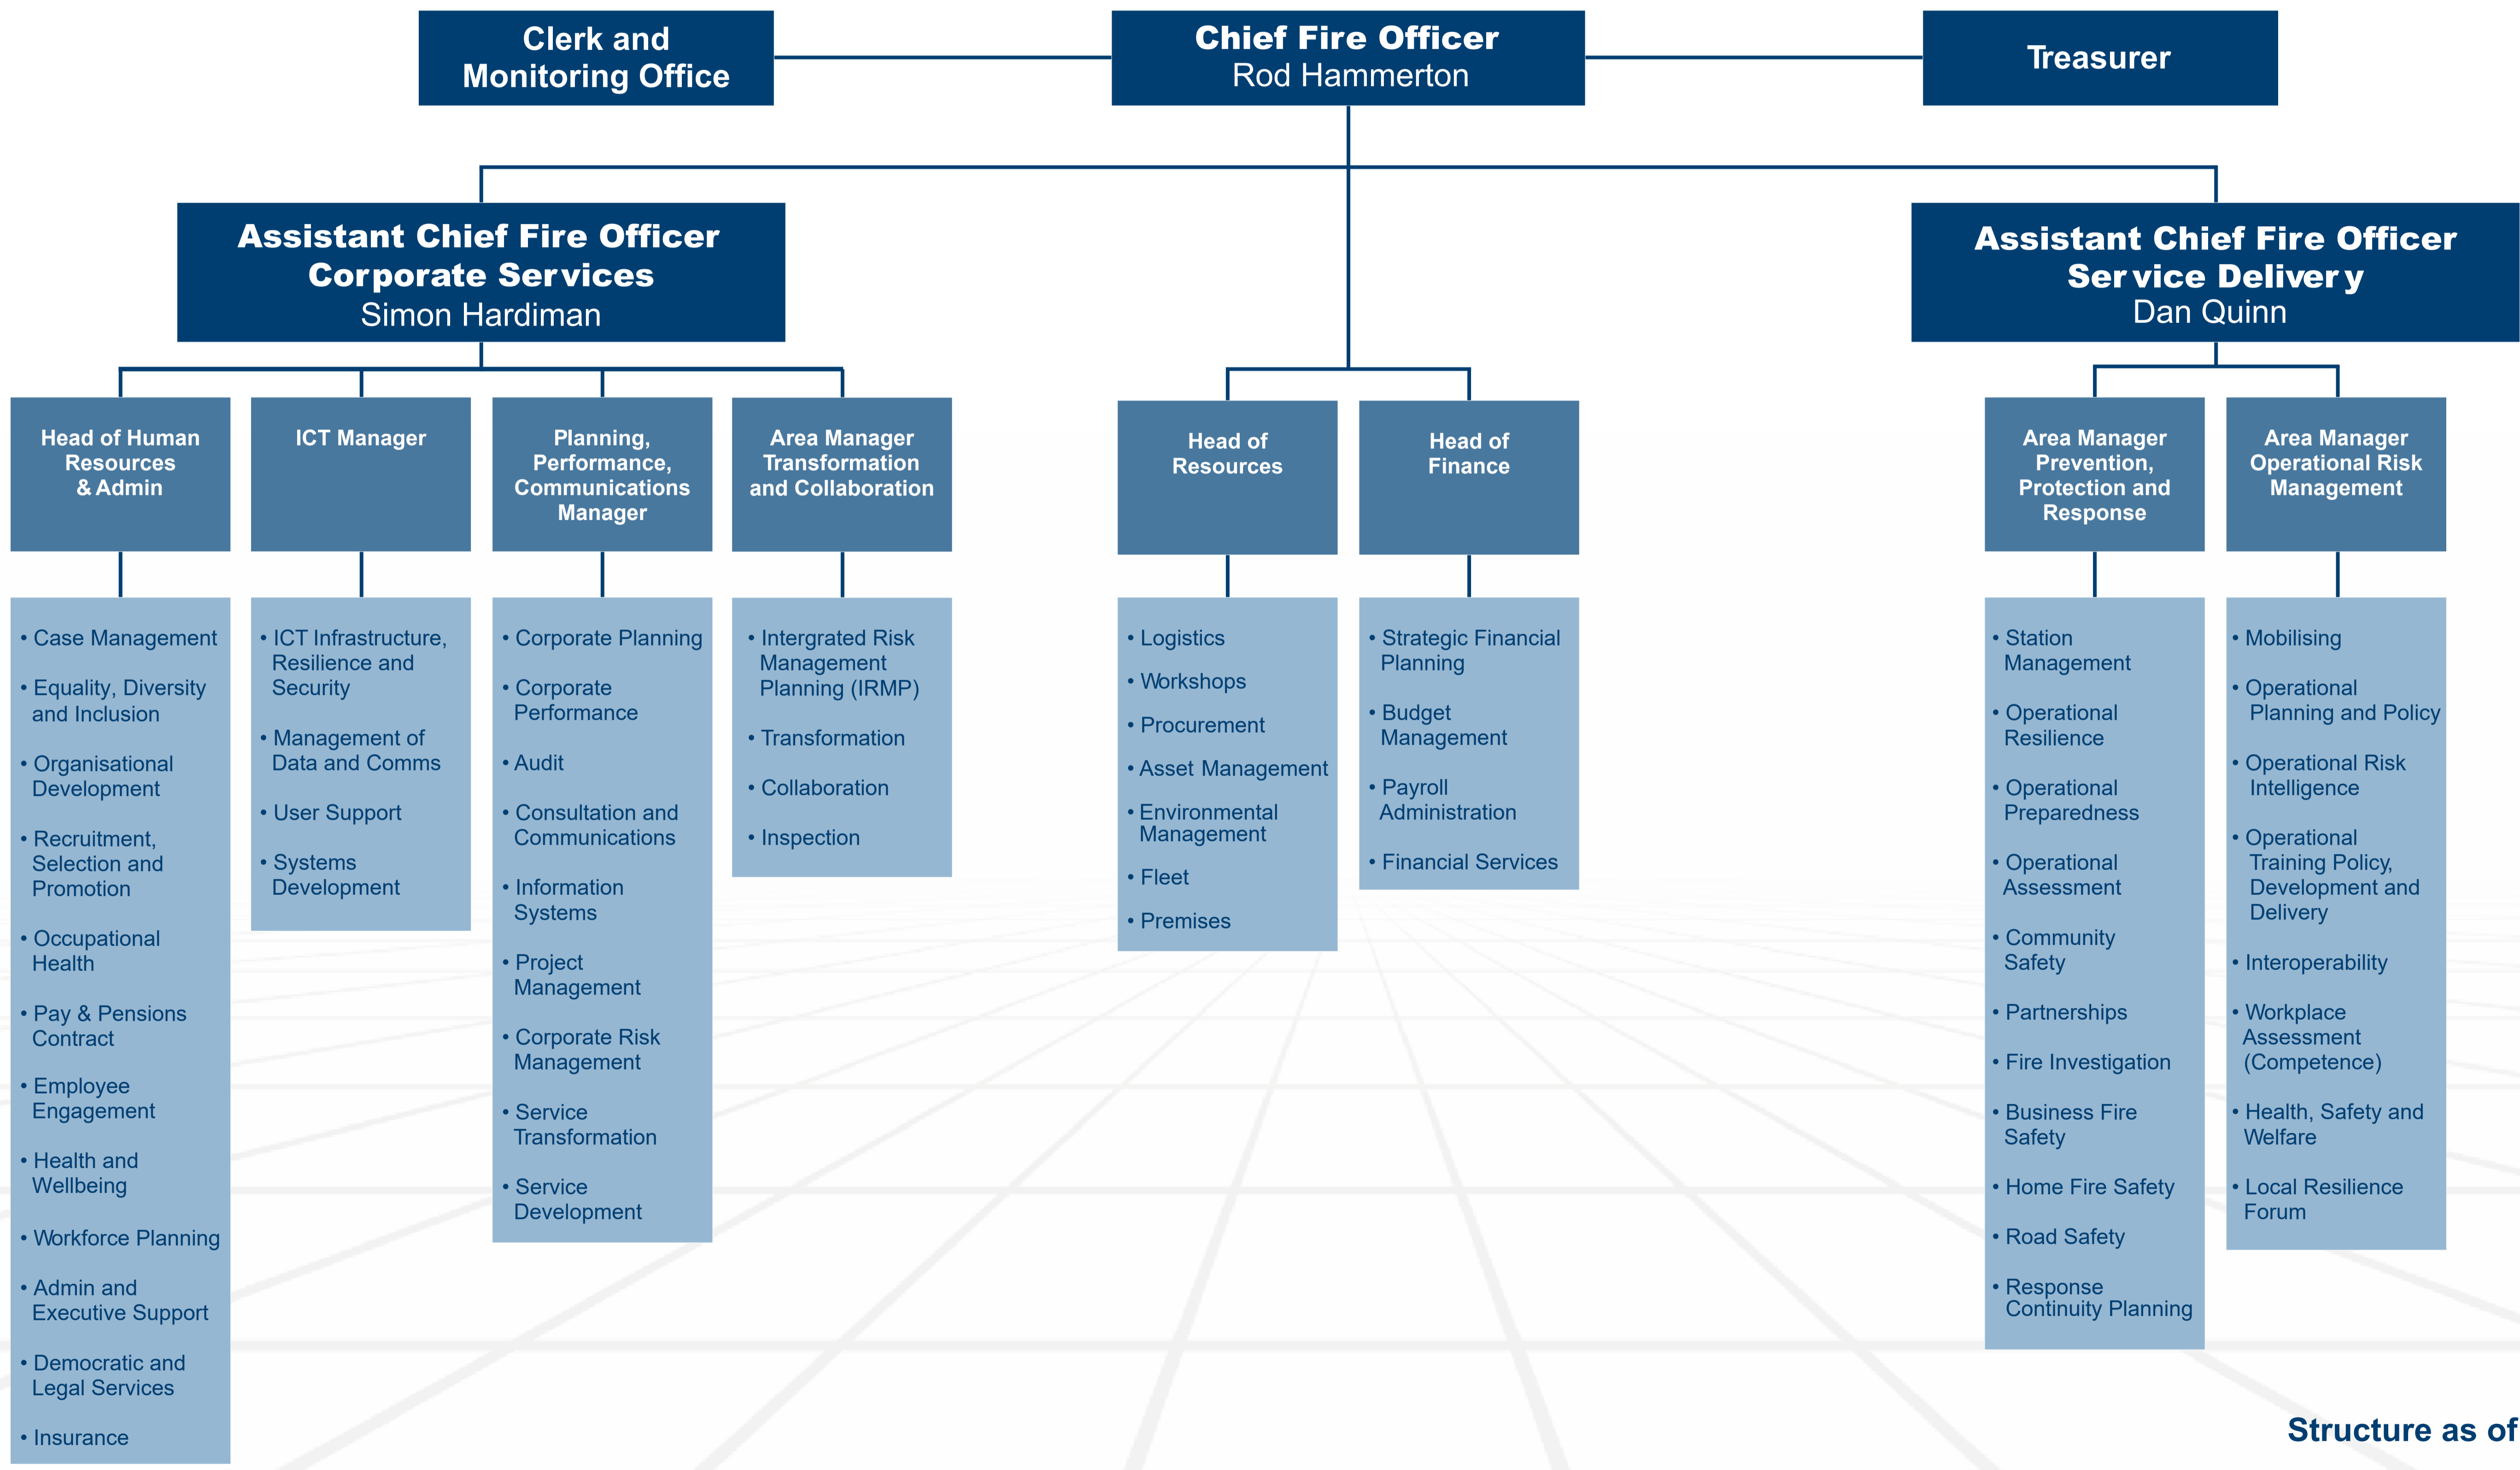 Clerk and
Monitoring Office
Chief Fire Officer
Rod Hammerton
Treasurer
Assistant Chief Fire Officer
Corporate Services
Simon Hardiman
Assistant Chief Fire Officer
Service Delivery
Dan Quinn
Head of Human
Resources
& Admin
ICT Manager
Planning,
Performance,
Communications
Manager
Area Manager
Transformation
and Collaboration
Head of
Resources
Head of
Finance
Area Manager
Prevention,
Protection and
Response
Area Manager
Operational Risk
Management
• Case Management
• Equality, Diversity
and Inclusion
• Organisational
Development
• Recruitment,
Selection and
Promotion
• Occupational
Health
• Pay & Pensions
Contract
• Employee
Engagement
• Health and
Wellbeing
• Workforce Planning
• Admin and
Executive Support
• Democratic and
Legal Services
• Insurance
• ICT Infrastructure,
Resilience and
Security
• Management of
Data and Comms
• User Support
• Systems
Development
• Corporate Planning
• Corporate
Performance
• Audit
• Consultation and
Communications
• Information
Systems
• Project
Management
• Corporate Risk
Management
• Service
Transformation
• Service
Development
• Intergrated Risk
Management
Planning (IRMP)
• Transformation
• Collaboration
• Inspection
• Logistics
• Workshops
• Procurement
• Asset Management
• Environmental
Management
• Fleet
• Premises
• Strategic Financial
Planning
• Budget
Management
• Payroll
Administration
• Financial Services
• Station
Management
• Operational
Resilience
• Operational
Preparedness
• Operational
Assessment
• Community
Safety
• Partnerships
• Fire Investigation
• Business Fire
Safety
• Home Fire Safety
• Road Safety
• Response
Continuity Planning
• Mobilising
• Operational
Planning and Policy
• Operational Risk
Intelligence
• Operational
Training Policy,
Development and
Delivery
• Interoperability
• Workplace
Assessment
(Competence)
• Health, Safety and
Welfare
• Local Resilience
Forum
Structure as of